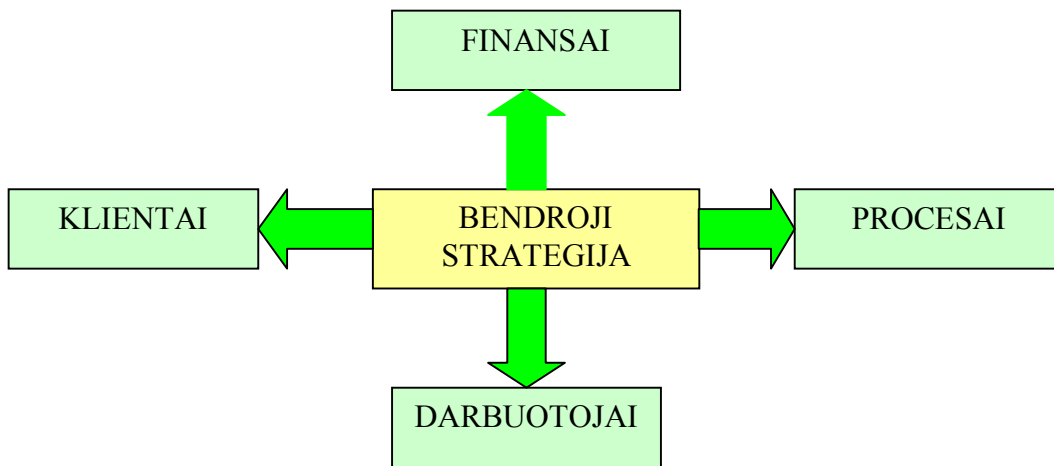 FINANSAI
KLIENTAI
BENDROJI
STRATEGIJA
PROCESAI
DARBUOTOJAI